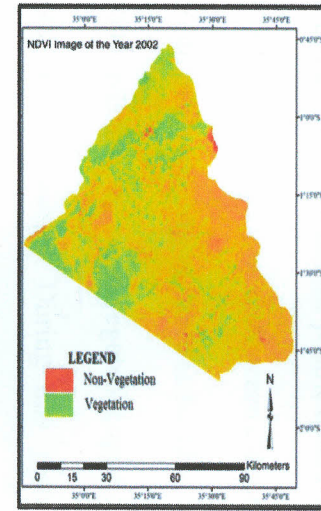 35°0'0"E 35°15'0"E 35°30'0"E 35°45'0"E
NDVI Image of the Year 2002
0°45'0"S
1°0'0"S
1°15'0"S
1°30'0"S
1°45'0"S
2°0'0"S
LEGEND
Non-Vegetation
Vegetation
N
Kilometers
0 15 30 60 90
35°0'0"E 35°15'0"E 35°30'0"E 35°45'0"E